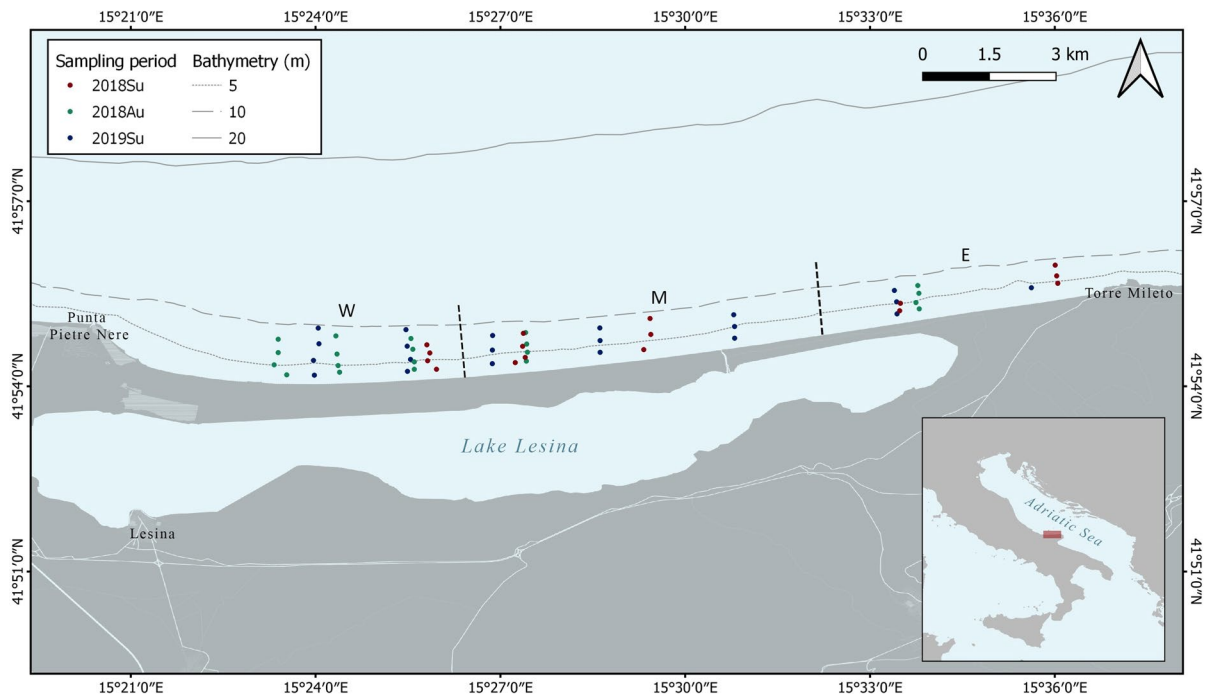 15°21′0″E 15°24′0″E 15°27′0″E 15°30′0″E 15°33′0″E 15°36′0″E
Sampling period Bathymetry (m)
2018Su 5
2018Au 10
2019Su 20
0 1.5 3 km
41°57′0″N 41°57′0″N
W M E
Punta
Pietre Nere
Torre Mileto
41°54′0″N 41°54′0″N
Lake Lesina
Lesina
Adriatic Sea
41°51′0″N 41°51′0″N
15°21′0″E 15°24′0″E 15°27′0″E 15°30′0″E 15°33′0″E 15°36′0″E